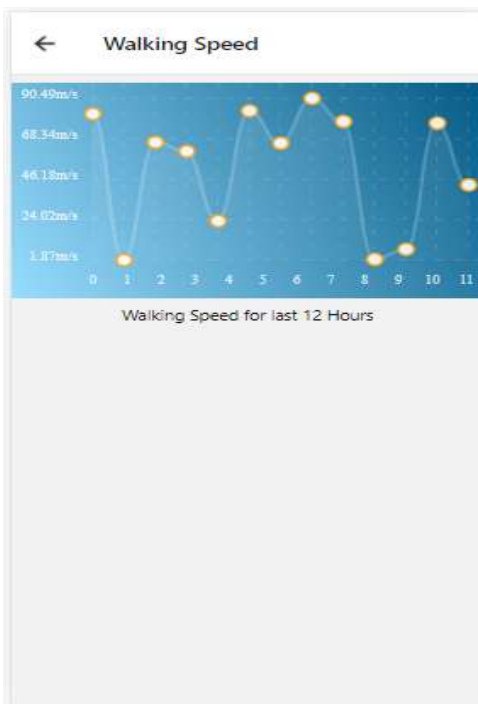 Walking Speed
90.49m/s
68.34m/s
46.18m/s
24.02m/s
1.87m/s
0 1 2 3 4 5 6 7 8 9 10 11
Walking Speed for last 12 Hours